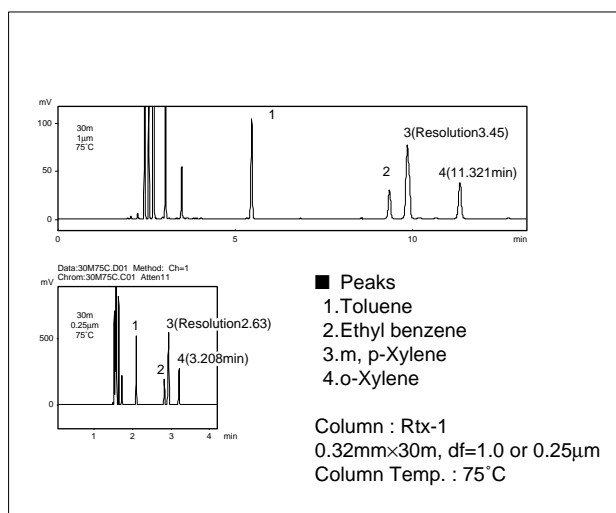 mV
100
50
0
30m
1μm
75˚C
1
2
3(Resolution3.45)
4(11.321min)
0 5 10 min
Data:30M75C.D01 Method: Ch=1
Chrom:30M75C.C01 Atten11
mV
500
0
30m
0.25μm
75˚C
1
2
3(Resolution2.63)
4(3.208min)
1 2 3 4 min
■ Peaks
1.Toluene
2.Ethyl benzene
3.m, p-Xylene
4.o-Xylene
Column : Rtx-1
0.32mm×30m, df=1.0 or 0.25μm
Column Temp. : 75˚C